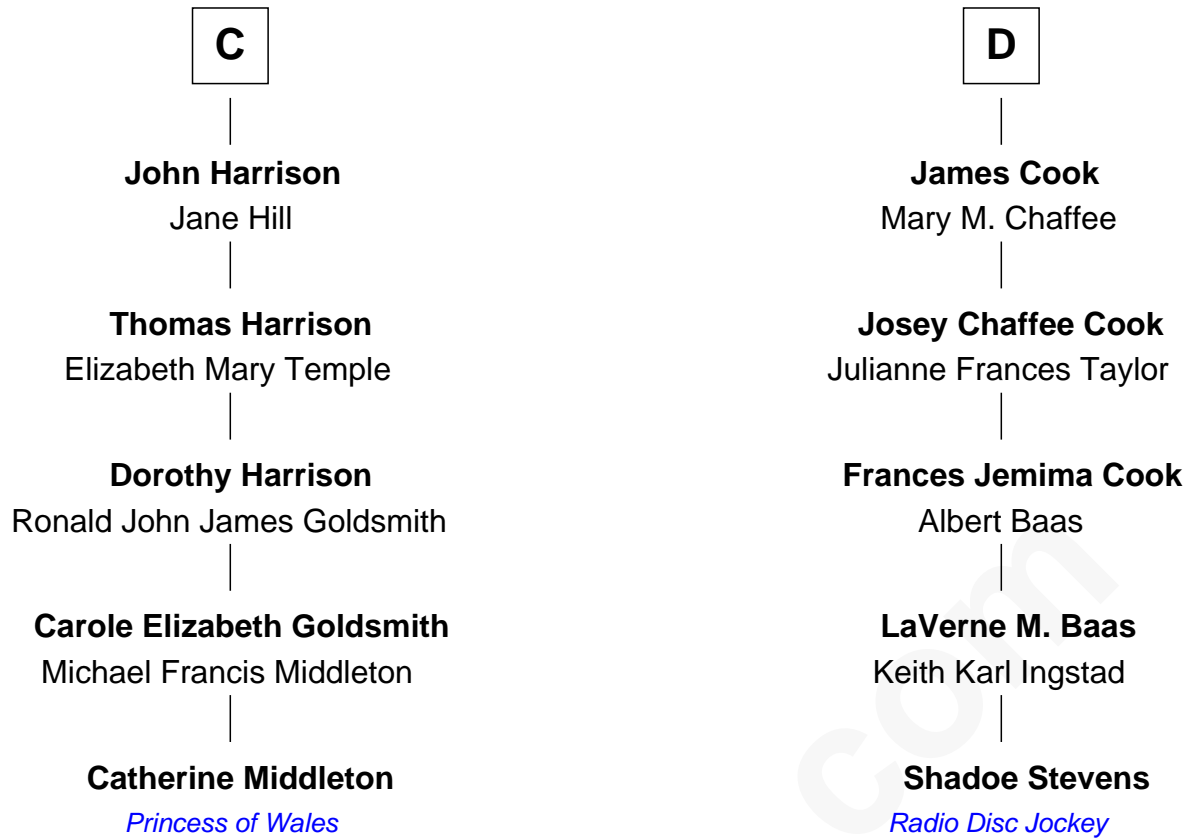 C
John Harrison
Jane Hill
Thomas Harrison
Elizabeth Mary Temple
Dorothy Harrison
Ronald John James Goldsmith
Carole Elizabeth Goldsmith
Michael Francis Middleton
Catherine Middleton
Princess of Wales
D
James Cook
Mary M. Chaffee
Josey Chaffee Cook
Julianne Frances Taylor
Frances Jemima Cook
Albert Baas
LaVerne M. Baas
Keith Karl Ingstad
Shadoe Stevens
Radio Disc Jockey
com